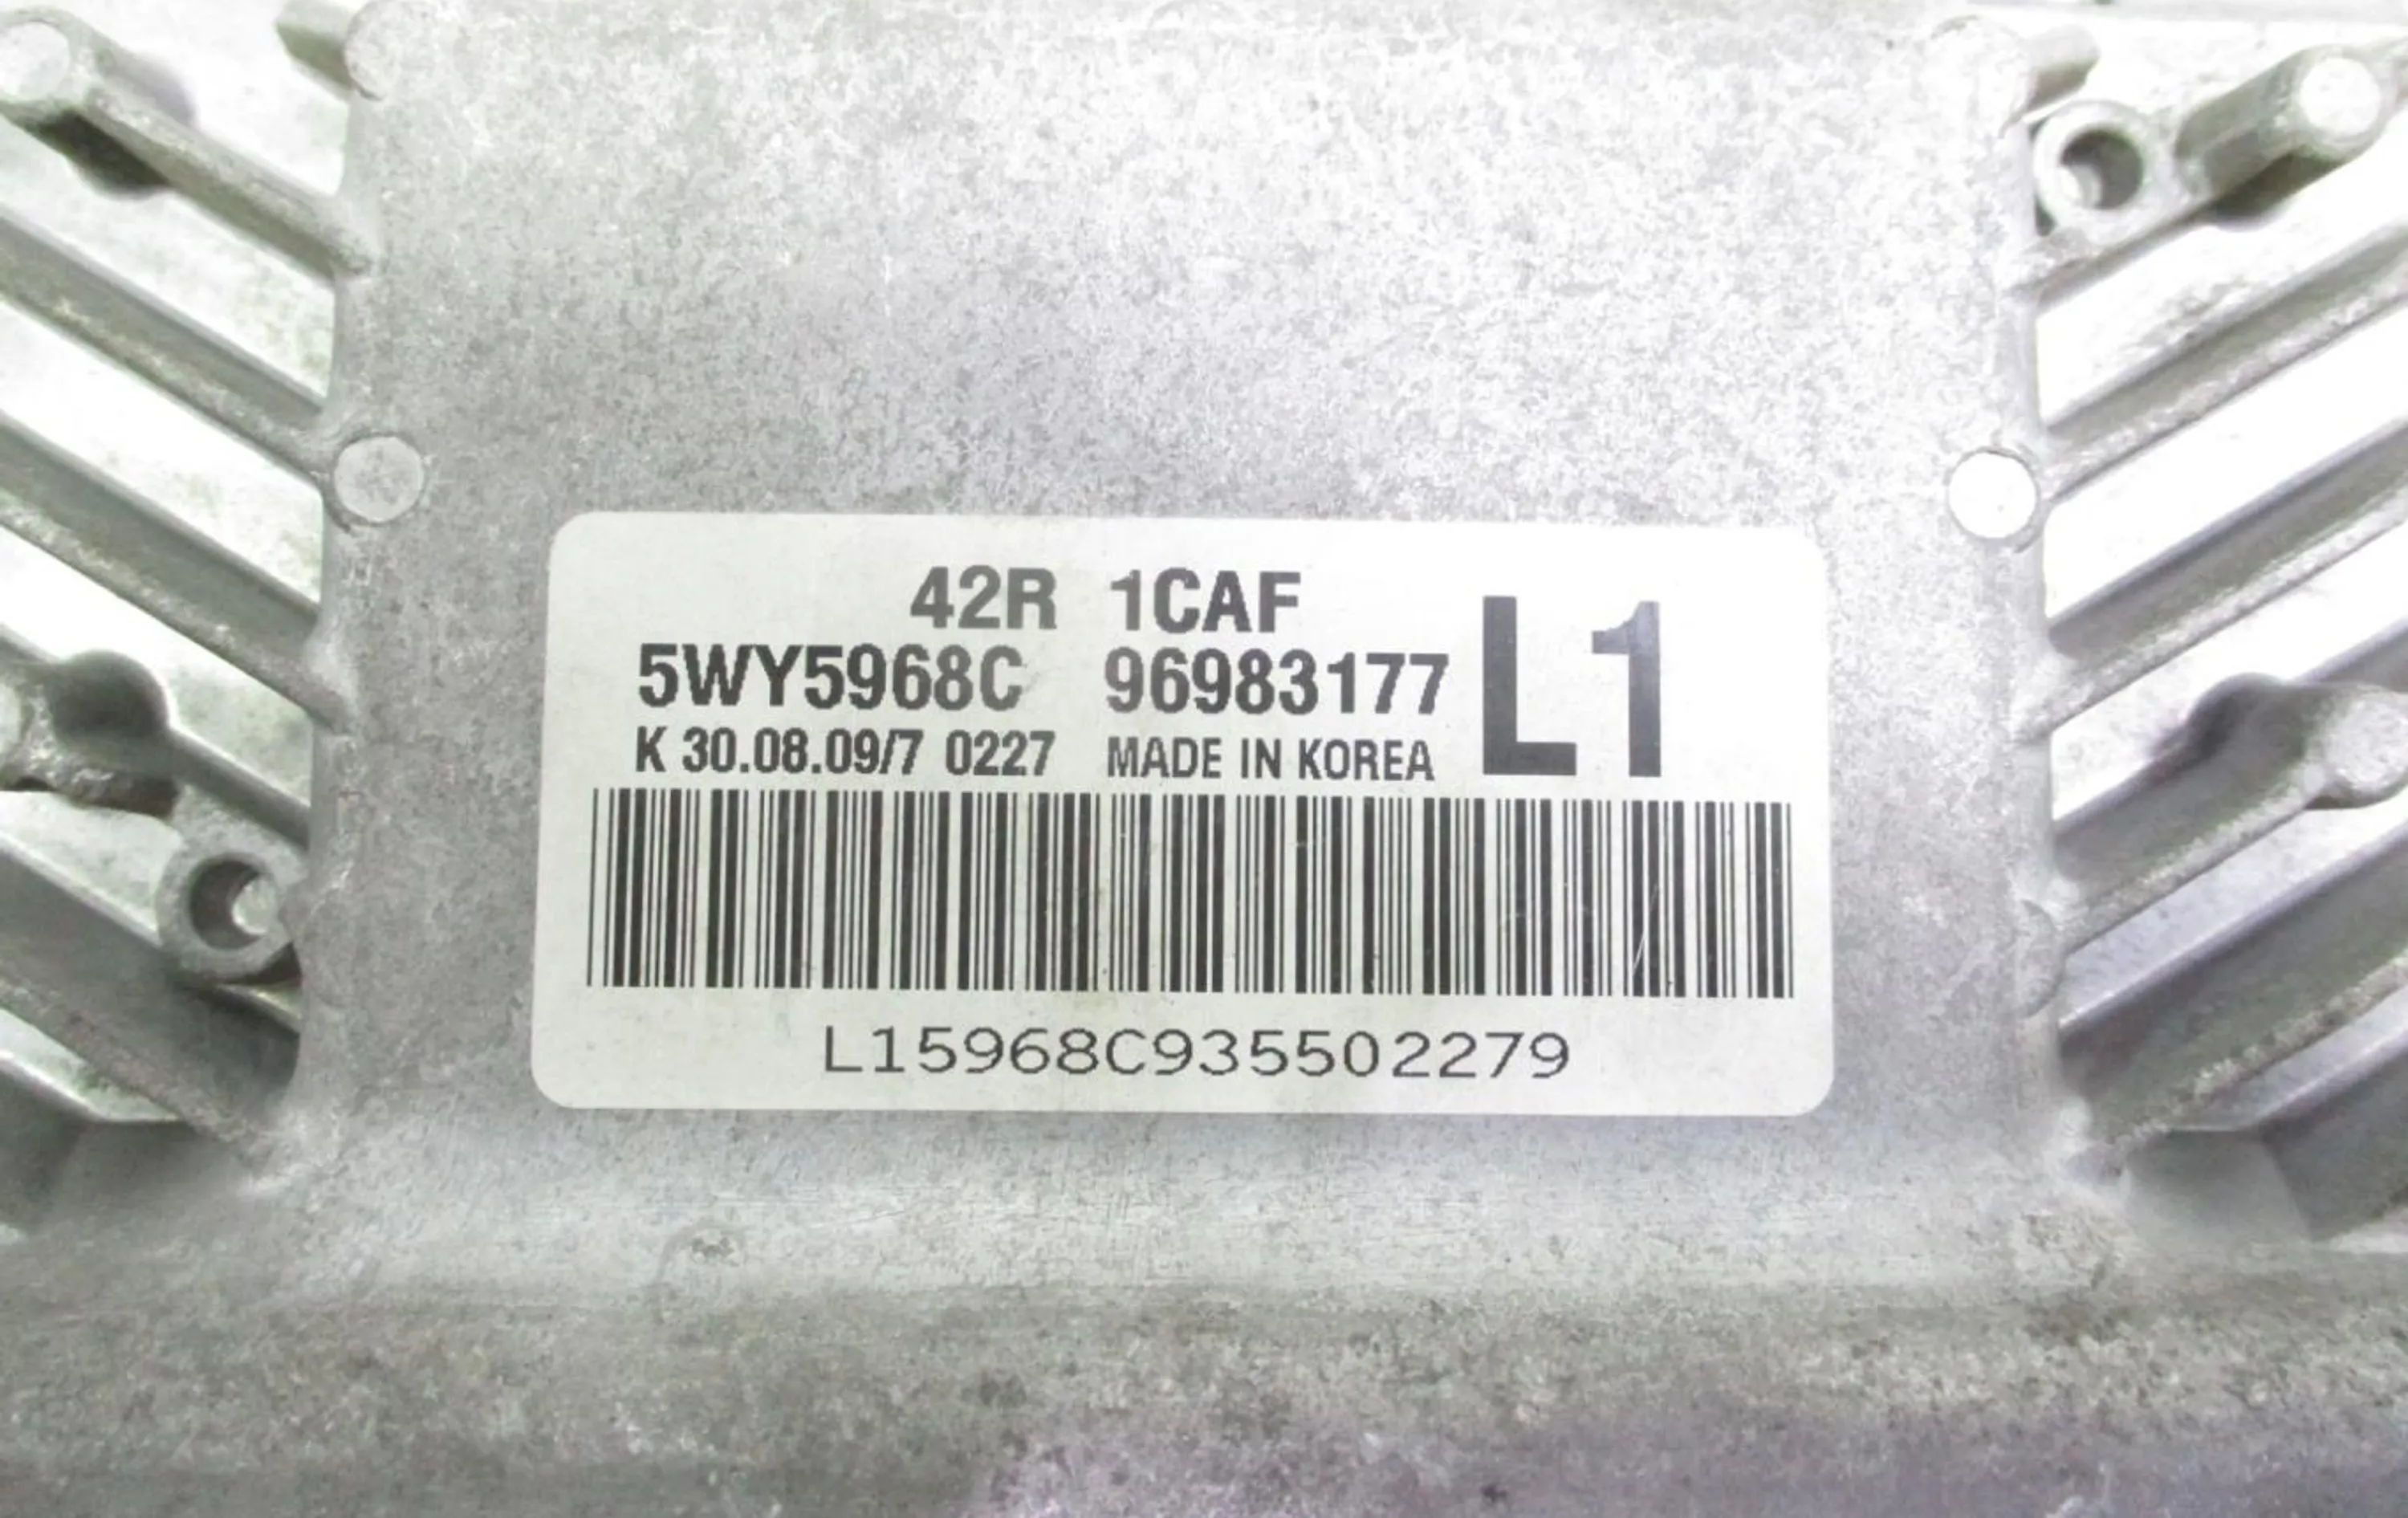 42R 1CAF
5WY5968C 96983177 L1
K 30.08.09/7 0227 MADE IN KOREA
L15968C935502279